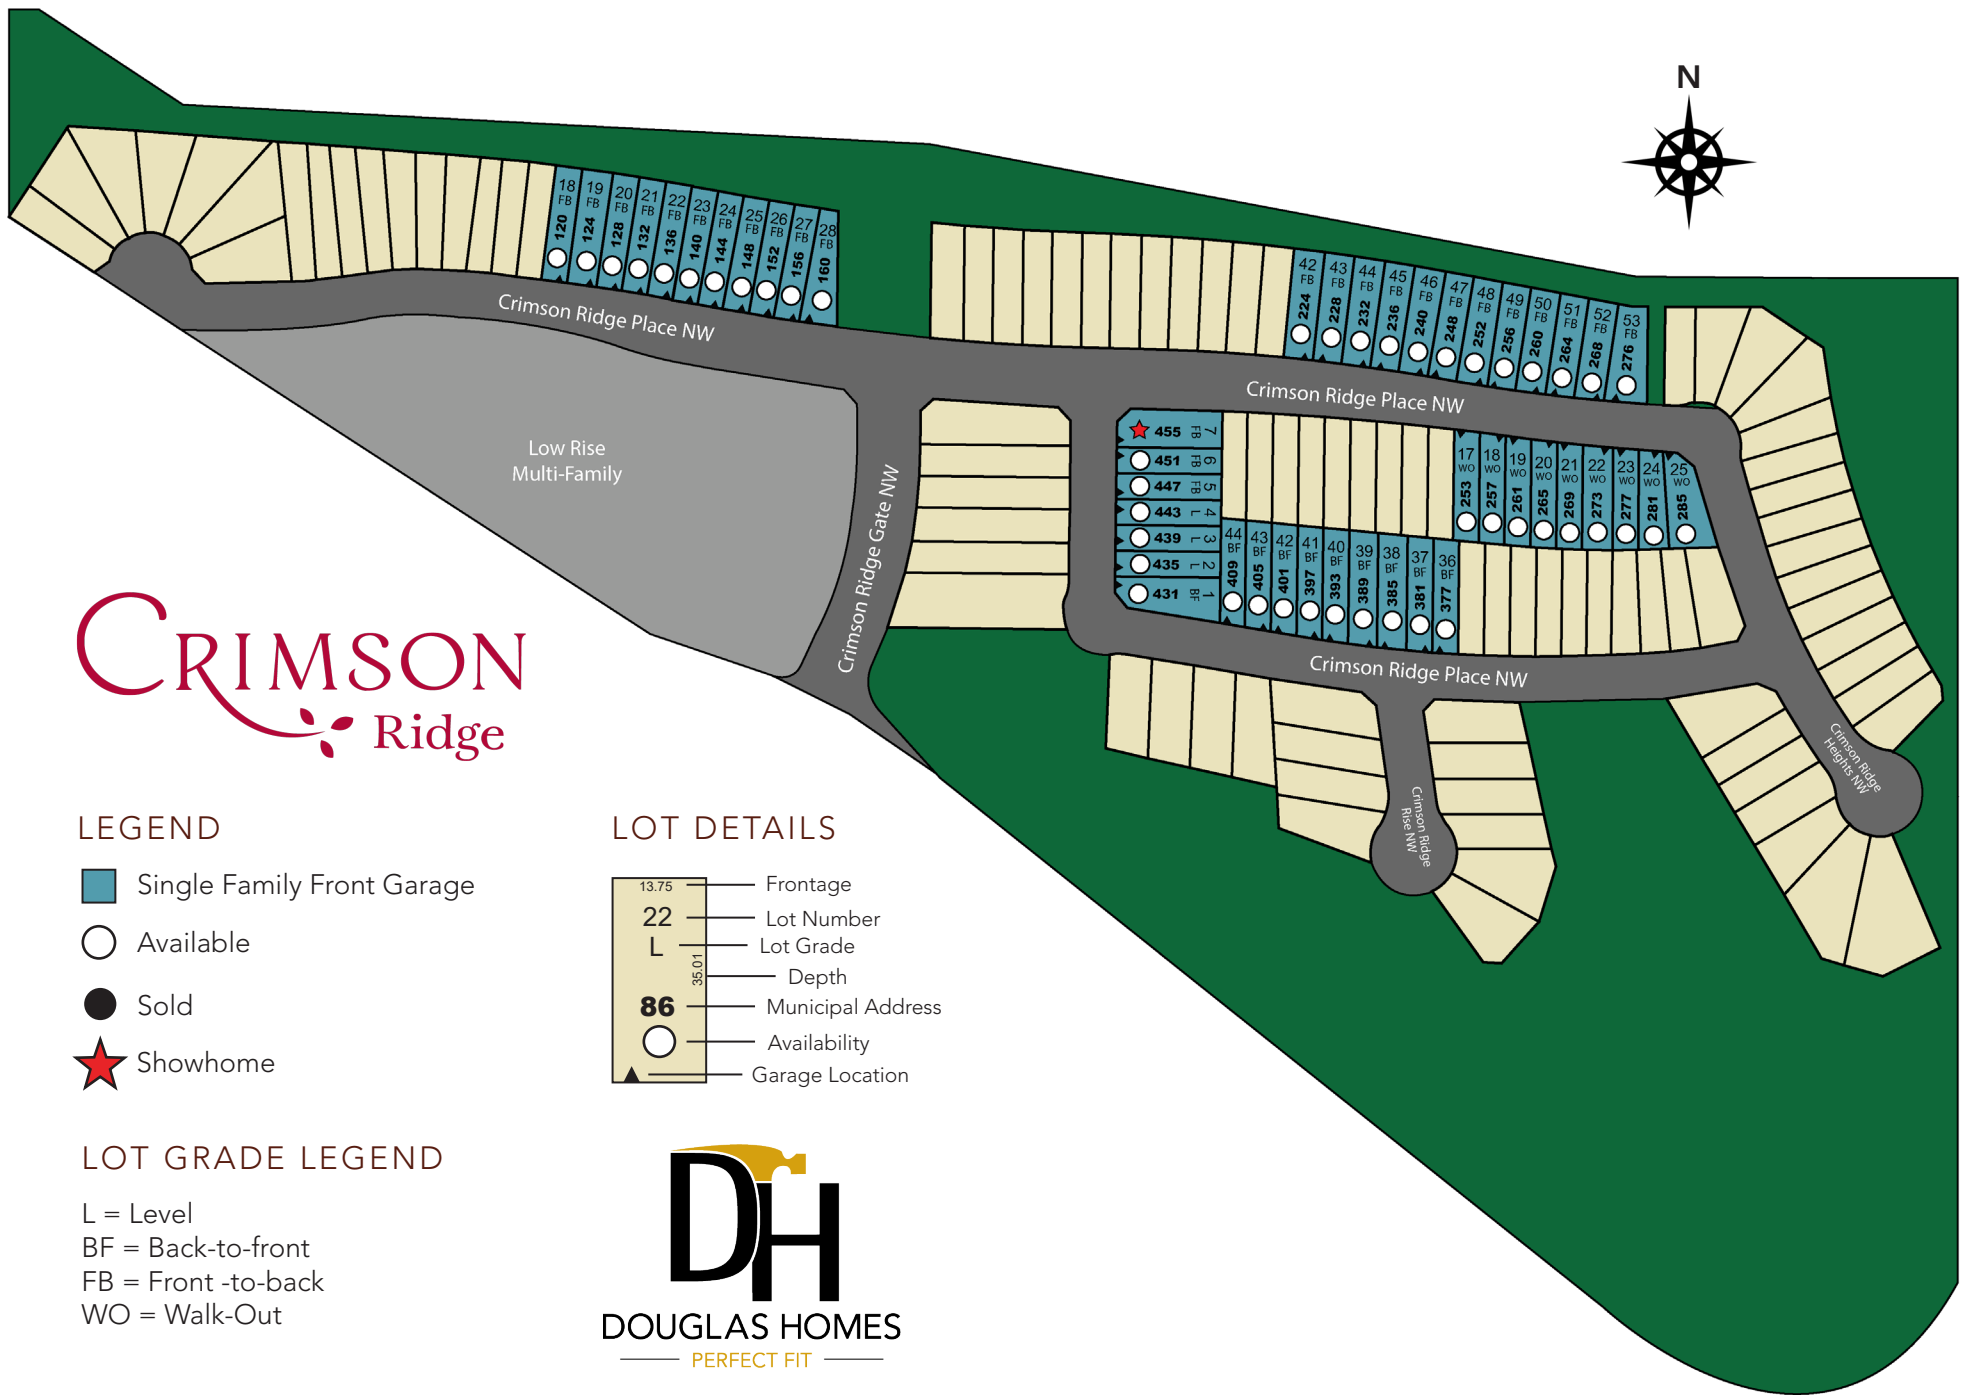 N
18 FB 120
19 FB 124
20 FB 128
21 FB 132
22 FB 136
23 FB 140
24 FB 144
25 FB 148
26 FB 152
27 FB 156
28 FB 160
Crimson Ridge Place NW
42 FB 224
43 FB 228
44 FB 232
45 FB 236
46 FB 240
47 FB 248
48 FB 252
49 FB 256
50 FB 260
51 FB 264
52 FB 268
53 FB 276
Crimson Ridge Place NW
Low Rise
Multi-Family
Crimson Ridge Gate NW
455 FB 7
451 FB 6
447 FB 5
443 L 4
439 L 3
435 L 2
431 BF 1
17 WO 253
18 WO 257
19 WO 261
20 WO 265
21 WO 269
22 WO 273
23 WO 277
24 WO 281
25 WO 285
44 BF 409
43 BF 405
42 BF 401
41 BF 397
40 BF 393
39 BF 389
38 BF 385
37 BF 381
36 BF 377
Crimson Ridge Place NW
Crimson Ridge
Rise NW
Crimson Ridge
Heights NW
CRIMSON
Ridge
LEGEND
Single Family Front Garage
Available
Sold
Showhome
LOT DETAILS
13.75
22
L
35.01
86
Frontage
Lot Number
Lot Grade
Depth
Municipal Address
Availability
Garage Location
LOT GRADE LEGEND
L = Level
BF = Back-to-front
FB = Front -to-back
WO = Walk-Out
DH
DOUGLAS HOMES
PERFECT FIT